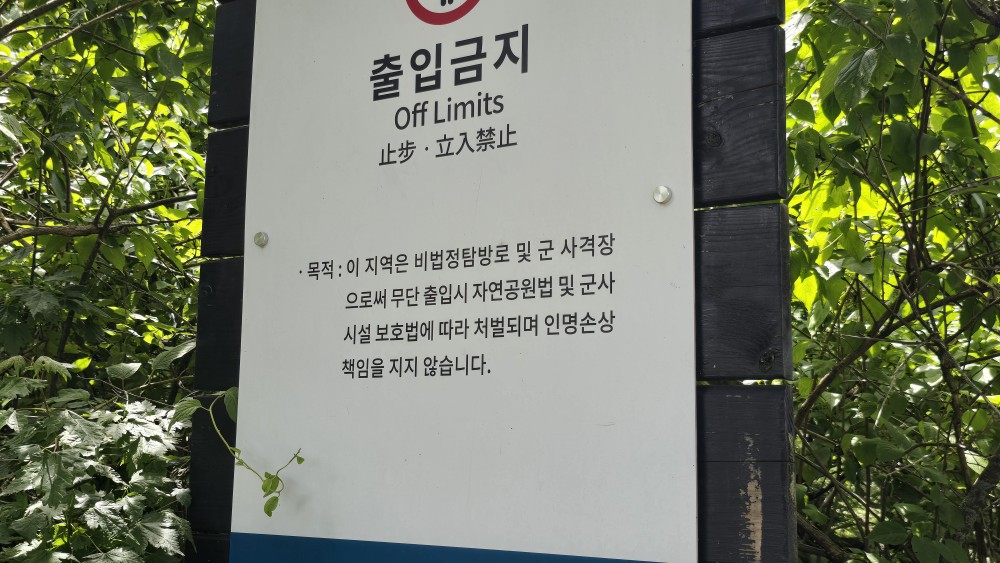 출입금지
Off Limits
止步 · 立入禁止
· 목적 : 이 지역은 비법정탐방로 및 군 사격장
으로써 무단 출입시 자연공원법 및 군사
시설 보호법에 따라 처벌되며 인명손상
책임을 지지 않습니다.